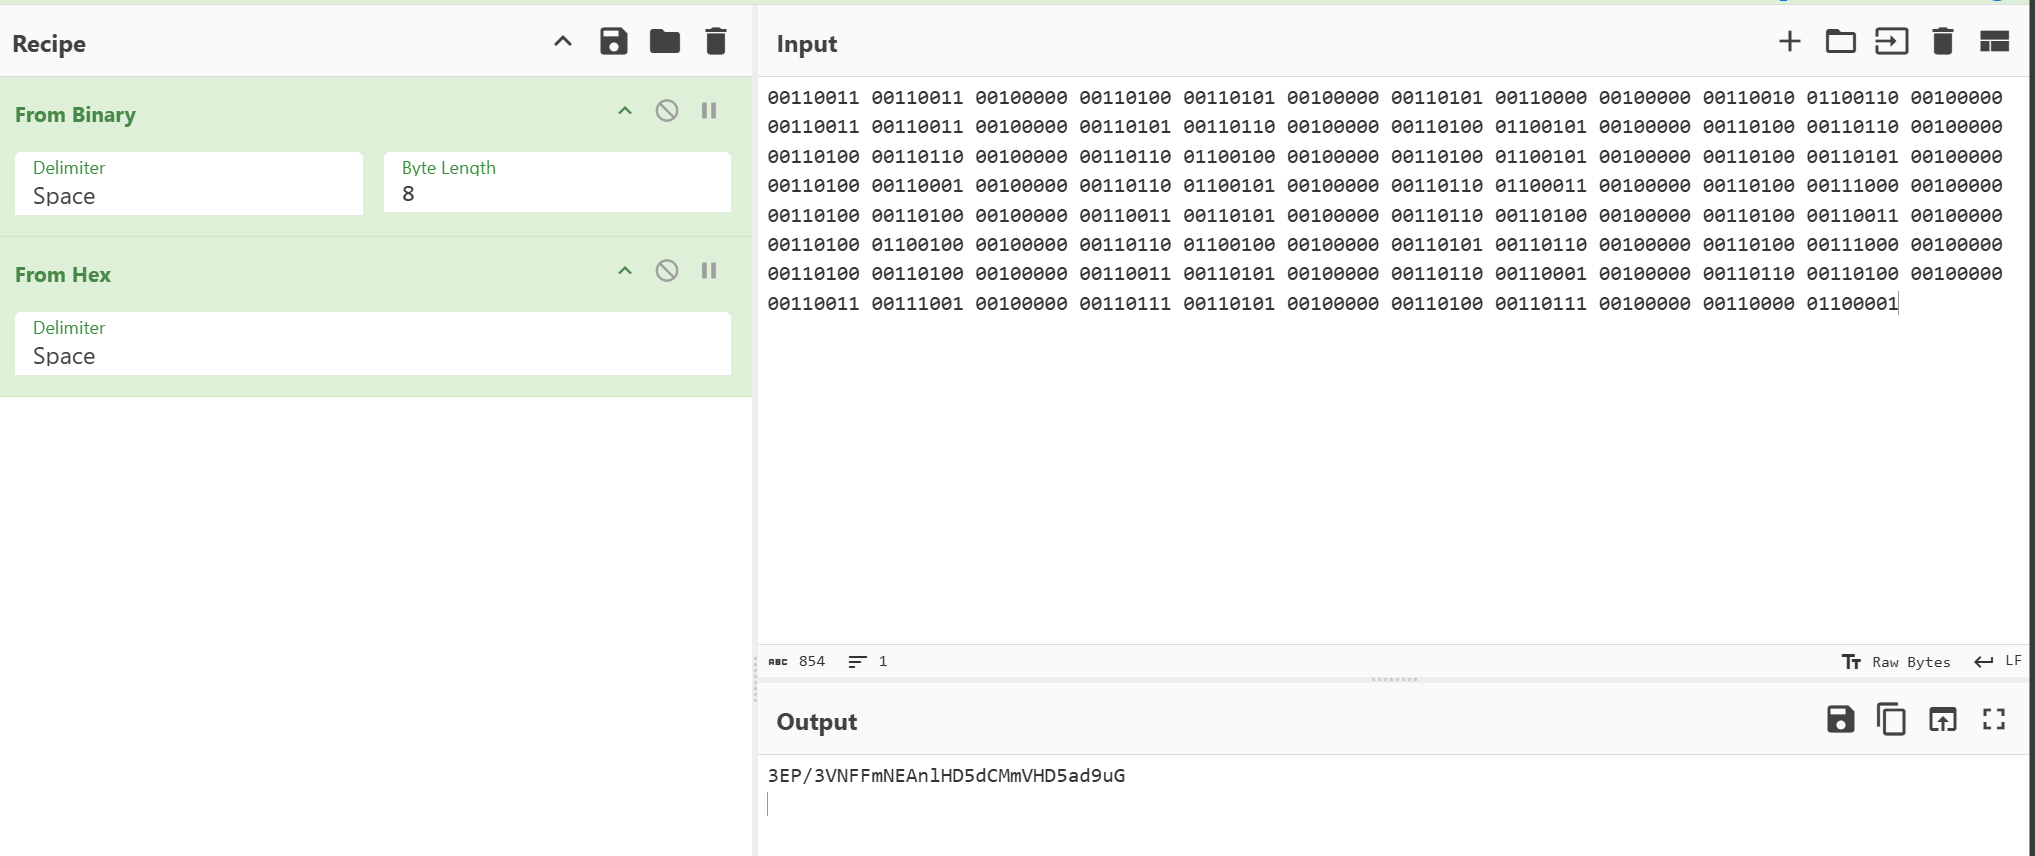 Recipe
From Binary
Delimiter
Space
Byte Length
8
From Hex
Delimiter
Space
Input
00110011 00110011 00100000 00110100 00110101 00100000 00110101 00110000 00100000 00110010 01100110 00100000
00110011 00110011 00100000 00110101 00110110 00100000 00110100 01100101 00100000 00110100 00110110 00100000
00110100 00110110 00100000 00110110 01100100 00100000 00110100 01100101 00100000 00110100 00110101 00100000
00110100 00110001 00100000 00110110 01100101 00100000 00110110 01100011 00100000 00110100 00111000 00100000
00110100 00110100 00100000 00110011 00110101 00100000 00110110 00110100 00100000 00110100 00110011 00100000
00110100 01100100 00100000 00110110 01100100 00100000 00110101 00110110 00100000 00110100 00111000 00100000
00110100 00110100 00100000 00110011 00110101 00100000 00110110 00110001 00100000 00110110 00110100 00100000
00110011 00111001 00100000 00110111 00110101 00100000 00110100 00110111 00100000 00110000 01100001
ABC 854 1
Tт Raw Bytes LF
Output
3EP/3VNFFmNEAnlHD5dCMmVHD5ad9uG